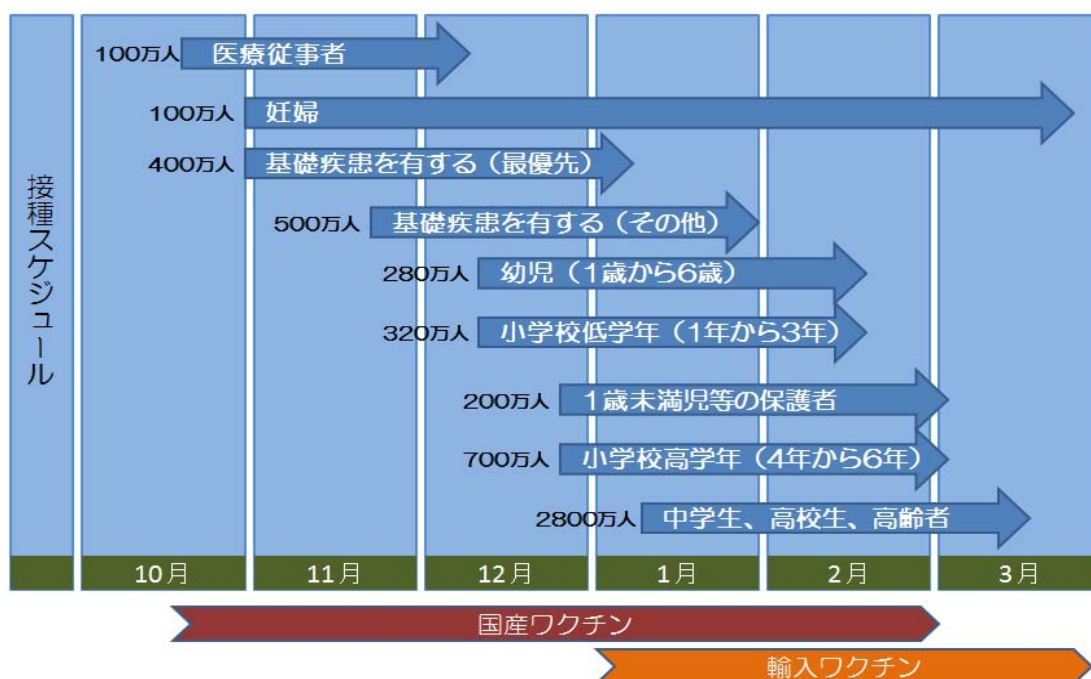 接種スケジュール
100万人 医療従事者
100万人 妊婦
400万人 基礎疾患を有する（最優先）
500万人 基礎疾患を有する（その他）
280万人 幼児（1歳から6歳）
320万人 小学校低学年（1年から3年）
200万人 1歳未満児等の保護者
700万人 小学校高学年（4年から6年）
2800万人 中学生、高校生、高齢者
10月 11月 12月 1月 2月 3月
国産ワクチン
輸入ワクチン